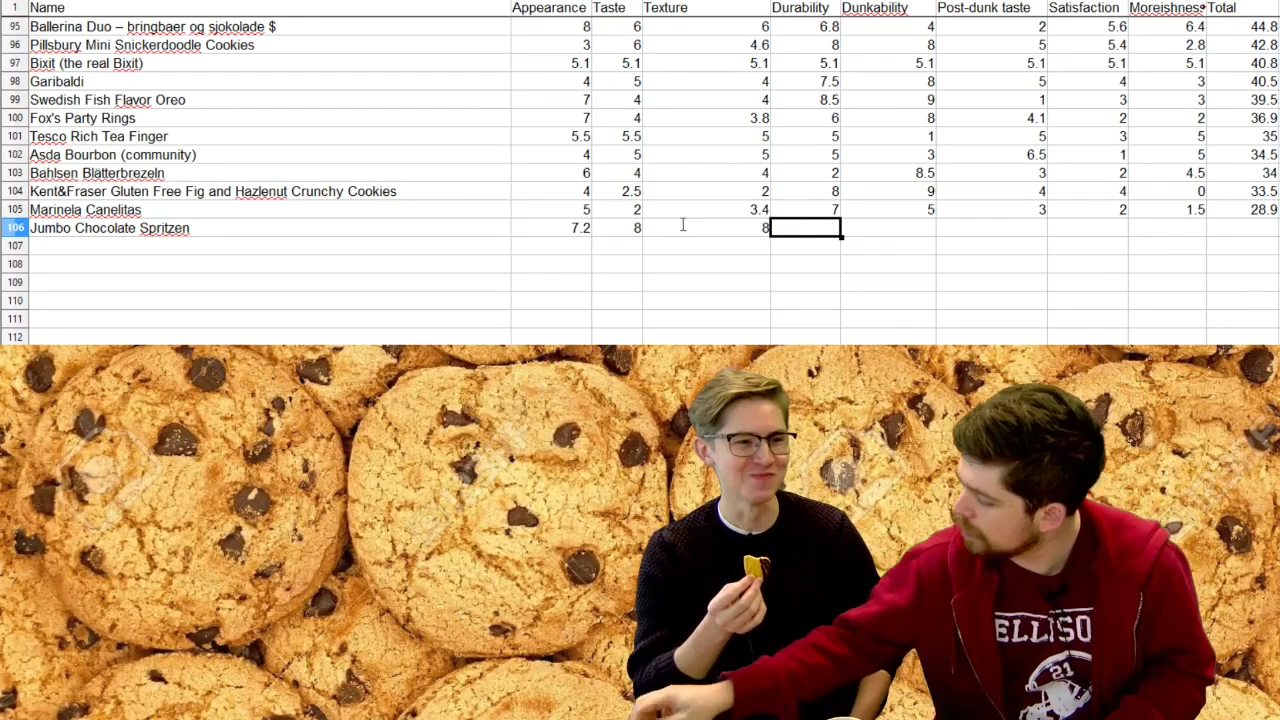 1 Name Appearance Taste Texture Durability Dunkability Post-dunk taste Satisfaction Moreishnes Total
95 Ballerina Duo – bringbaer og sjokolade $ 8 6 6 6.8 4 2 5.6 6.4 44.8
96 Pillsbury Mini Snickerdoodle Cookies 3 6 4.6 8 8 5 5.4 2.8 42.8
97 Bixit (the real Bixit) 5.1 5.1 5.1 5.1 5.1 5.1 5.1 5.1 40.8
98 Garibaldi 4 5 4 7.5 8 5 4 3 40.5
99 Swedish Fish Flavor Oreo 7 4 4 8.5 9 1 3 3 39.5
100 Fox's Party Rings 7 4 3.8 6 8 4.1 2 2 36.9
101 Tesco Rich Tea Finger 5.5 5.5 5 5 1 5 3 5 35
102 Asda Bourbon (community) 4 5 5 5 3 6.5 1 5 34.5
103 Bahlsen Blätterbrezeln 6 4 4 2 8.5 3 2 4.5 34
104 Kent&Fraser Gluten Free Fig and Hazlenut Crunchy Cookies 4 2.5 2 8 9 4 4 0 33.5
105 Marinela Canelitas 5 2 3.4 7 5 3 2 1.5 28.9
106 Jumbo Chocolate Spritzen 7.2 8 8
107
108
109
110
111
112
ELLISO
21